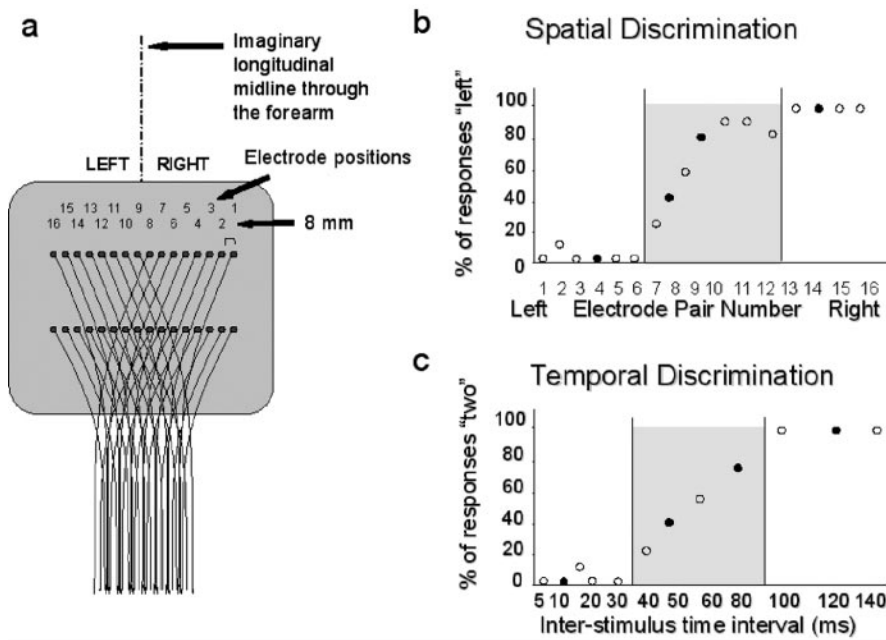 a
Imaginary
longitudinal
midline through
the forearm
LEFT RIGHT
Electrode positions
15 13 11 9 7 5 3 1
16 14 12 10 8 6 4 2
8 mm
b
Spatial Discrimination
% of responses "left"
100
80
60
40
20
0
1 2 3 4 5 6 7 8 9 10 11 12 13 14 15 16
Left Electrode Pair Number Right
c
Temporal Discrimination
% of responses "two"
100
80
60
40
20
0
5 10 20 30 40 60 80 100 120 140
Inter-stimulus time interval (ms)